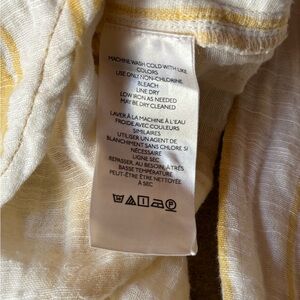 MACHINE WASH COLD WITH LIKE
COLORS
USE ONLY NON-CHLORINE
BLEACH
LINE DRY
LOW IRON AS NEEDED
MAY BE DRY CLEANED
LAVER À LA MACHINE À L'EAU
FROIDE AVEC COULEURS
SIMILAIRES
UTILISER UN AGENT DE
BLANCHIMENT SANS CHLORE SI
NÉCESSAIRE
LIGNE SEC
REPASSER, AU BESOIN, À TRÈS
BASSE TEMPÉRATURE
PEUT-ÊTRE ÊTRE NETTOYÉE
À SEC